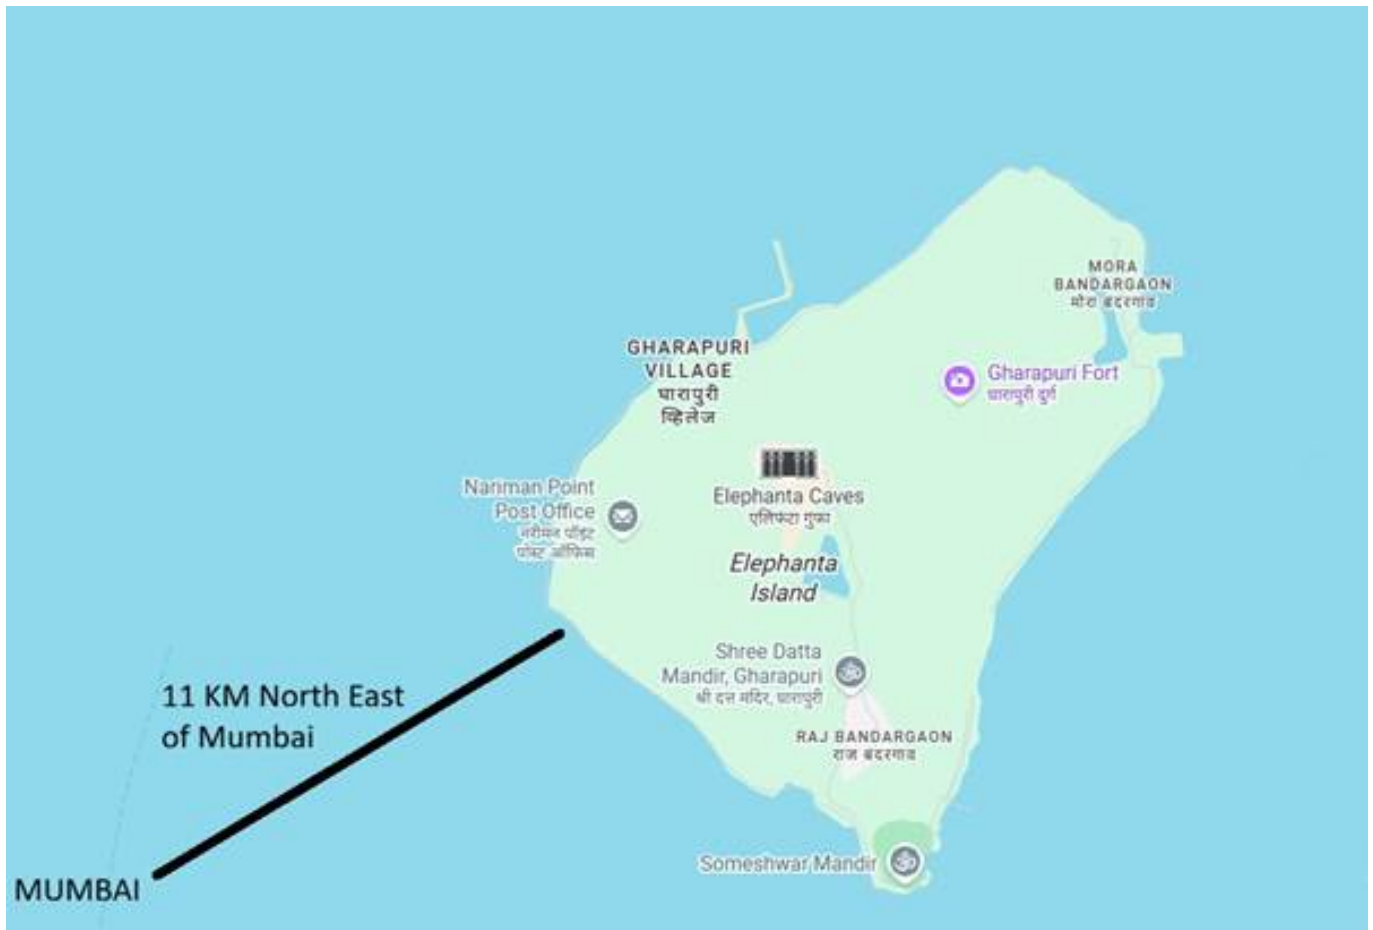 MORA
BANDARGAON
मोरा बंदरगाव
GHARAPURI
VILLAGE
घारापुरी
व्हिलेज
Gharapuri Fort
घारापुरी दुर्ग
Elephanta Caves
एलिफंटा गुफा
Nariman Point
Post Office
नरीमन पॉइंट
पोस्ट ऑफिस
Elephanta
Island
Shree Datta
Mandir, Gharapuri
श्री दत्त मंदिर, घारापुरी
11 KM North East
of Mumbai
RAJ BANDARGAON
राज बंदरगाव
Someshwar Mandir
MUMBAI